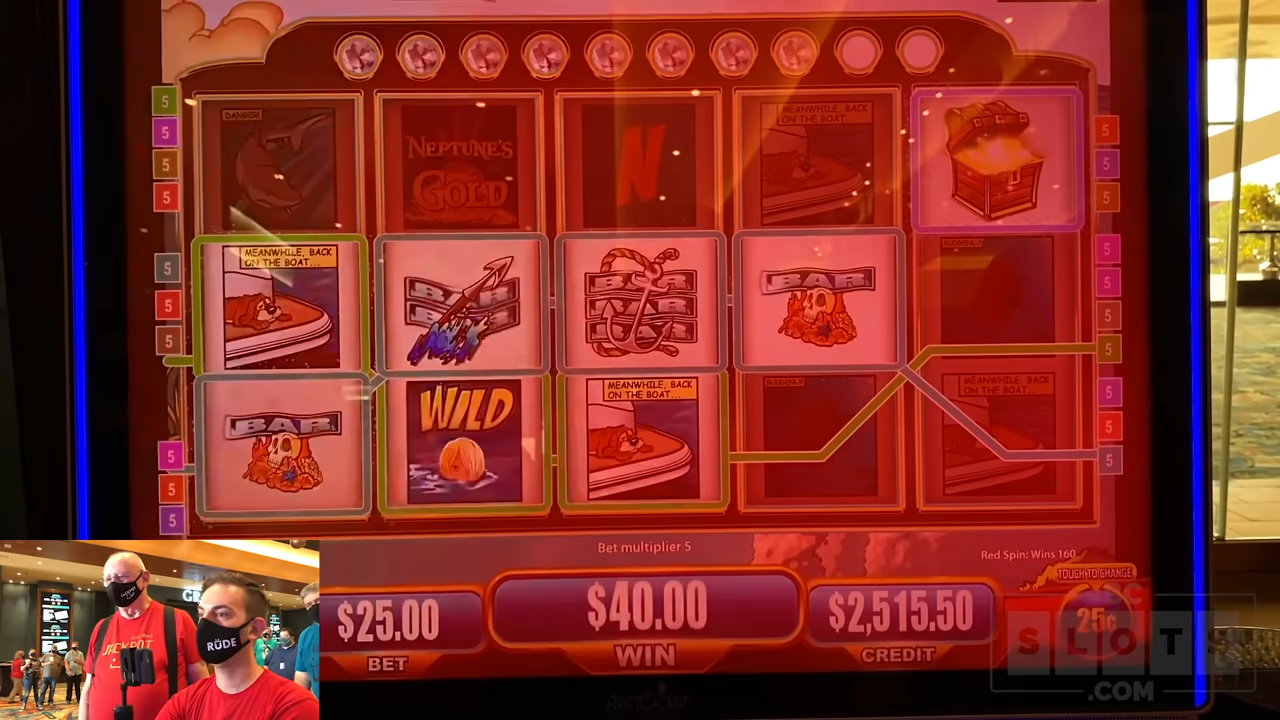 DANGER!
NEPTUNE'S
GOLD
N
MEANWHILE, BACK
ON THE BOAT...
5
5
5
5
5
5
5
SUDDENLY!
MEANWHILE, BACK
ON THE BOAT...
BAR
BAR
BAR
BAR
BAR
5
5
5
5
5
5
5
5
5
5
BAR
WILD
MEANWHILE, BACK
ON THE BOAT...
SUDDENLY!
MEANWHILE, BACK
ON THE BOAT...
5
5
5
Bet multiplier 5
Red Spin: Wins 160
TOUCH TO CHANGE
25¢
$25.00
BET
$40.00
WIN
$2,515.50
CREDIT
ARISTOCRAT
SLOTS
.COM
JACKPOT
RÜDE